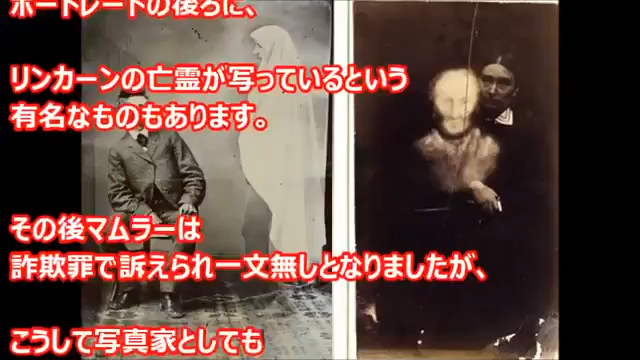 ポートレートの後ろに、
リンカーンの亡霊が写っているという
有名なものもあります。
その後マムラーは
詐欺罪で訴えられ一文無しとなりましたが、
こうして写真家としても